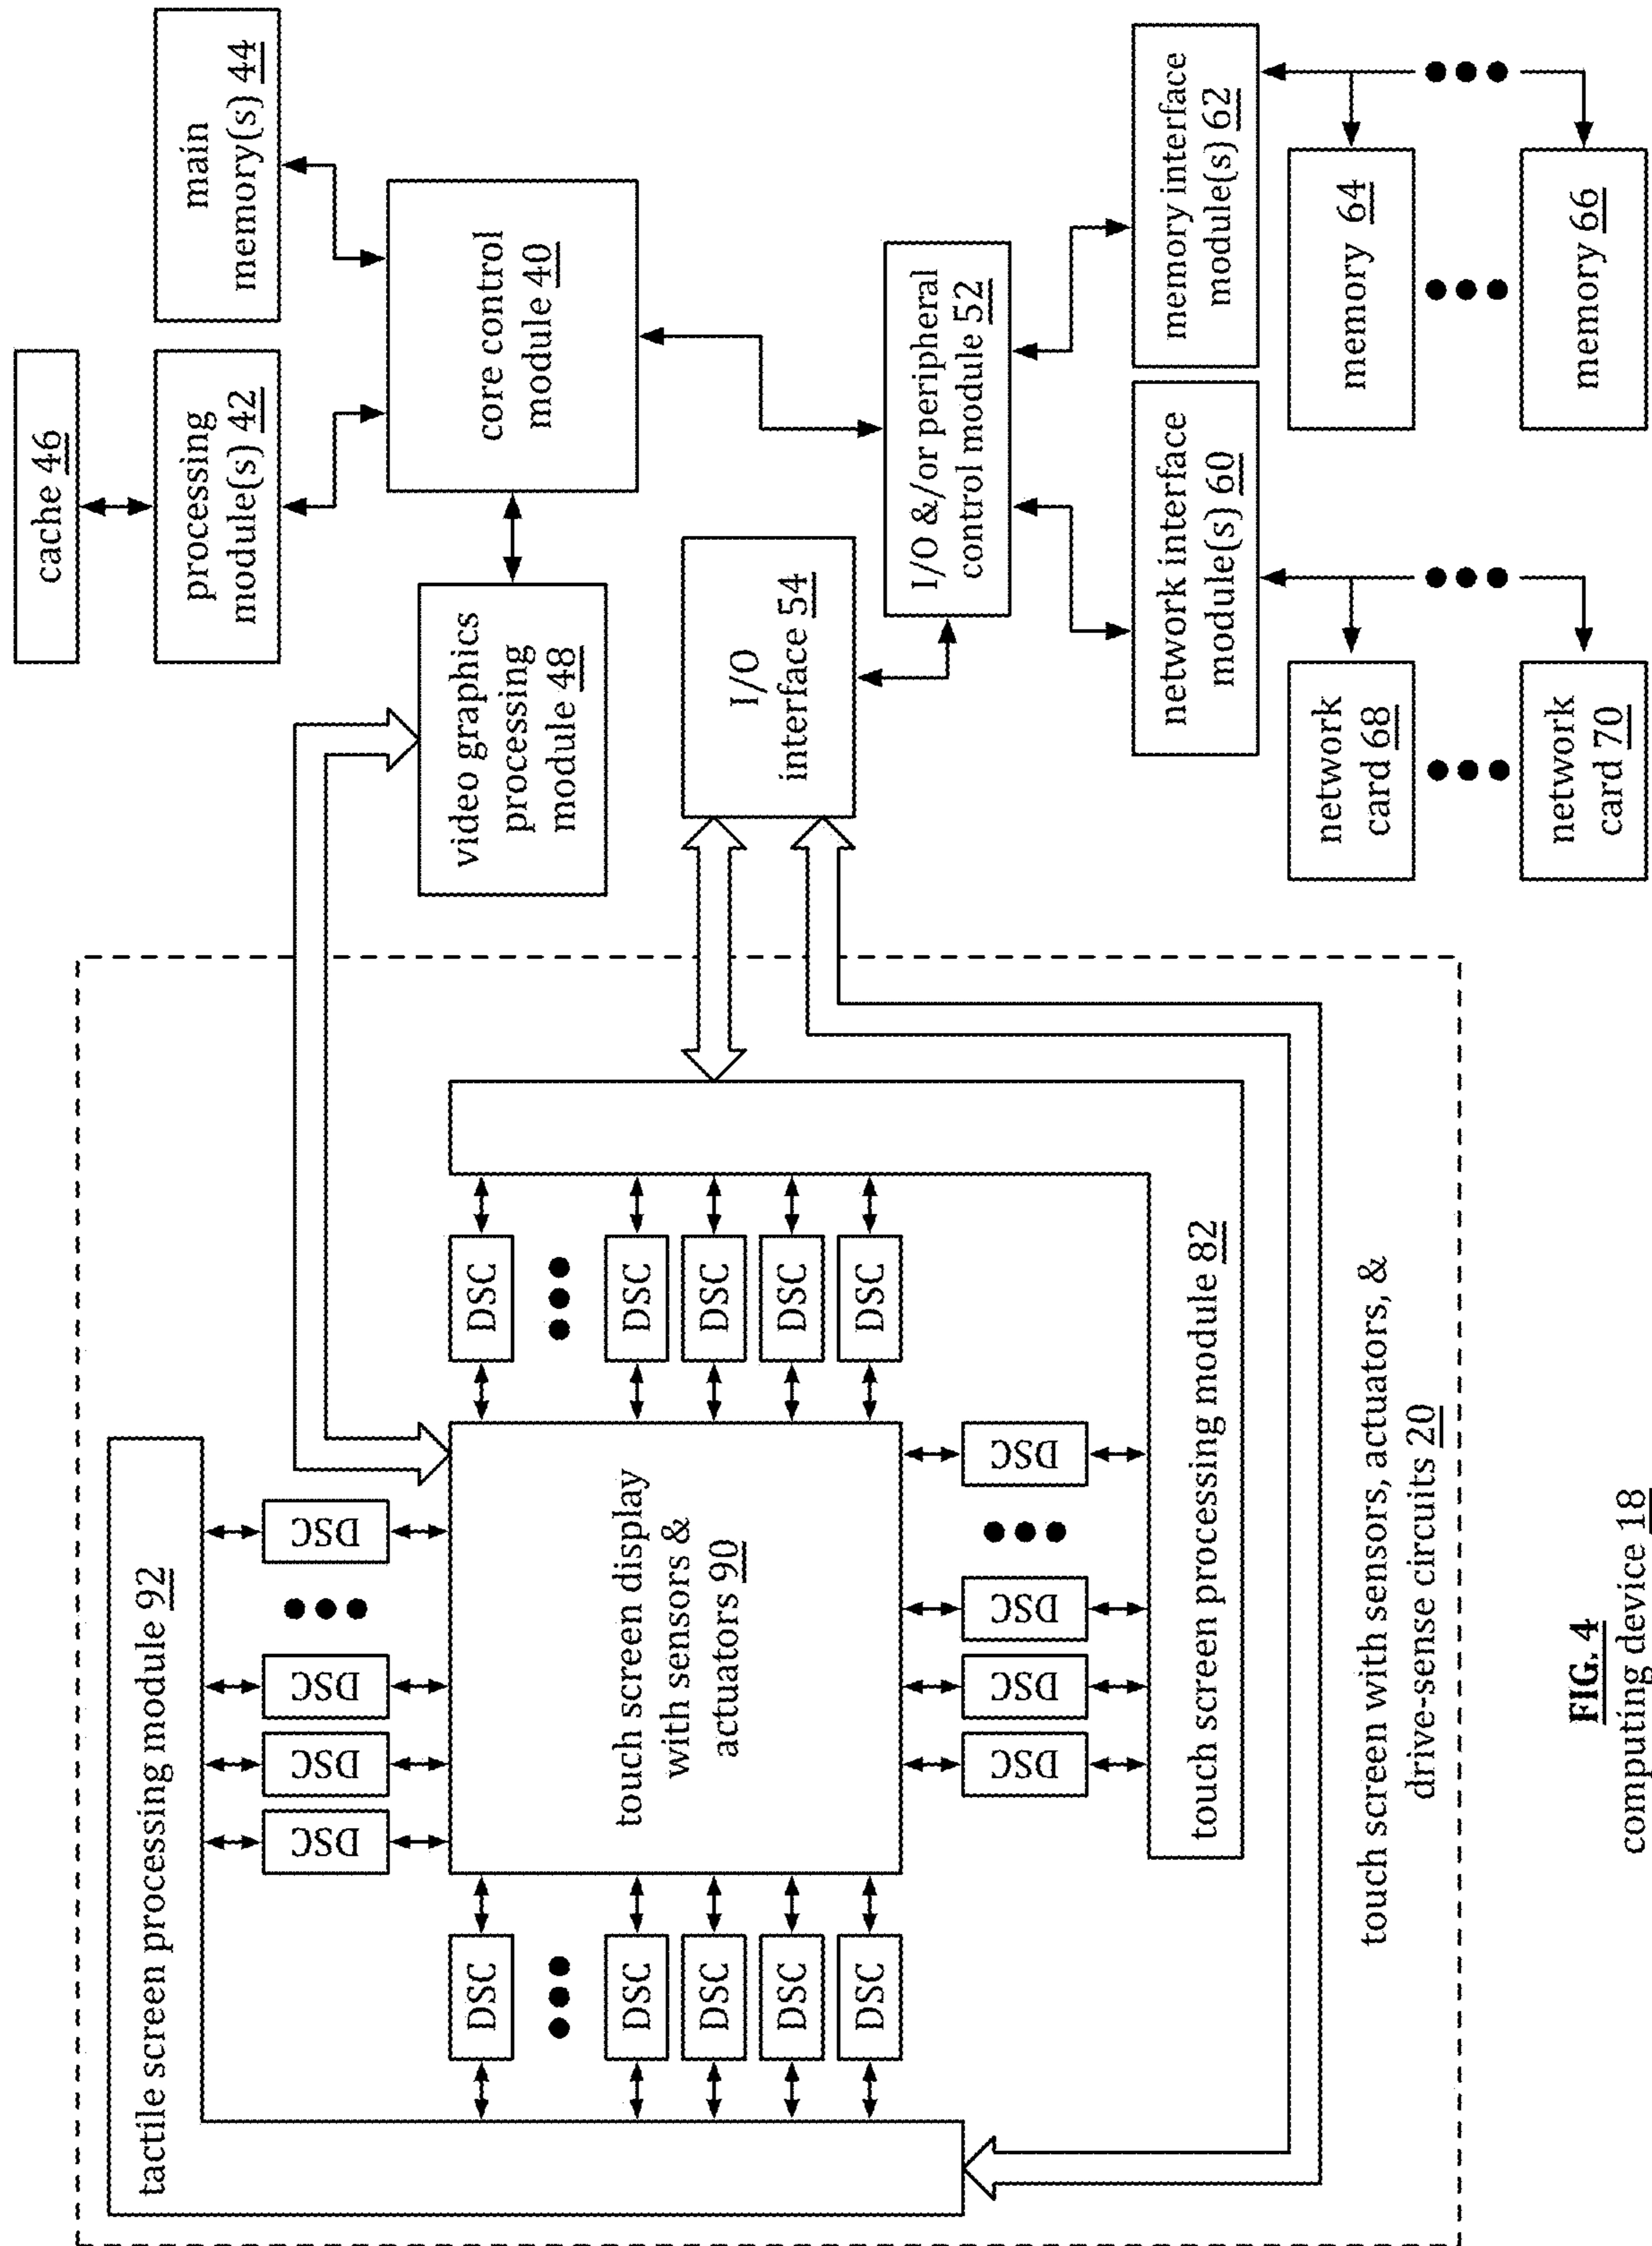 tactile screen processing module 92
DSC
DSC
DSC
DSC
DSC
DSC
DSC
DSC
DSC
touch screen display
with sensors &
actuators 90
DSC
DSC
DSC
DSC
DSC
DSC
DSC
DSC
DSC
touch screen processing module 82
touch screen with sensors, actuators, &
drive-sense circuits 20
cache 46
processing
module(s) 42
main
memory(s) 44
core control
module 40
video graphics
processing
module 48
I/O
interface 54
I/O &/or peripheral
control module 52
network interface
module(s) 60
memory interface
module(s) 62
network
card 68
memory 64
network
card 70
memory 66
FIG. 4
computing device 18